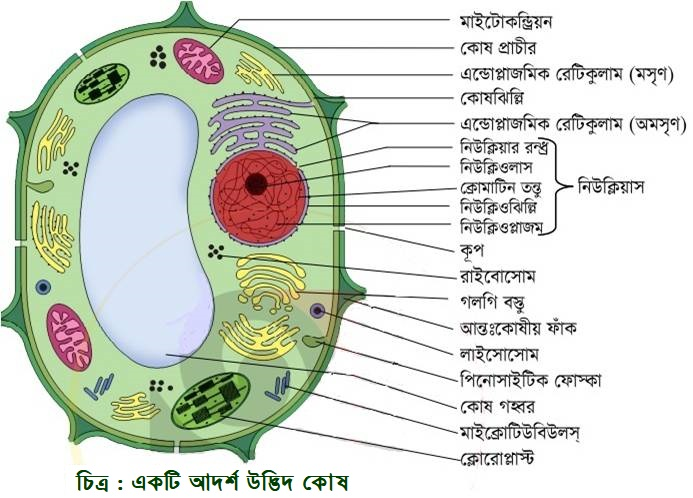 মাইটোকন্ড্রিয়ন
কোষ প্রাচীর
এন্ডোপ্লাজমিক রেটিকুলাম (মসৃণ)
কোষঝিল্লি
এন্ডোপ্লাজমিক রেটিকুলাম (অমসৃণ)
নিউক্লিয়ার রন্ধ্র
নিউক্লিওলাস
ক্রোমাটিন তন্তু
নিউক্লিয়াস
নিউক্লিওঝিল্লি
নিউক্লিওপ্লাজম
কূপ
রাইবোসোম
গলগি বস্তু
আন্তঃকোষীয় ফাঁক
লাইসোসোম
পিনোসাইটিক ফোস্কা
কোষ গহ্বর
মাইক্রোটিউবিউলস্
ক্লোরোপ্লাস্ট
চিত্র : একটি আদর্শ উদ্ভিদ কোষ